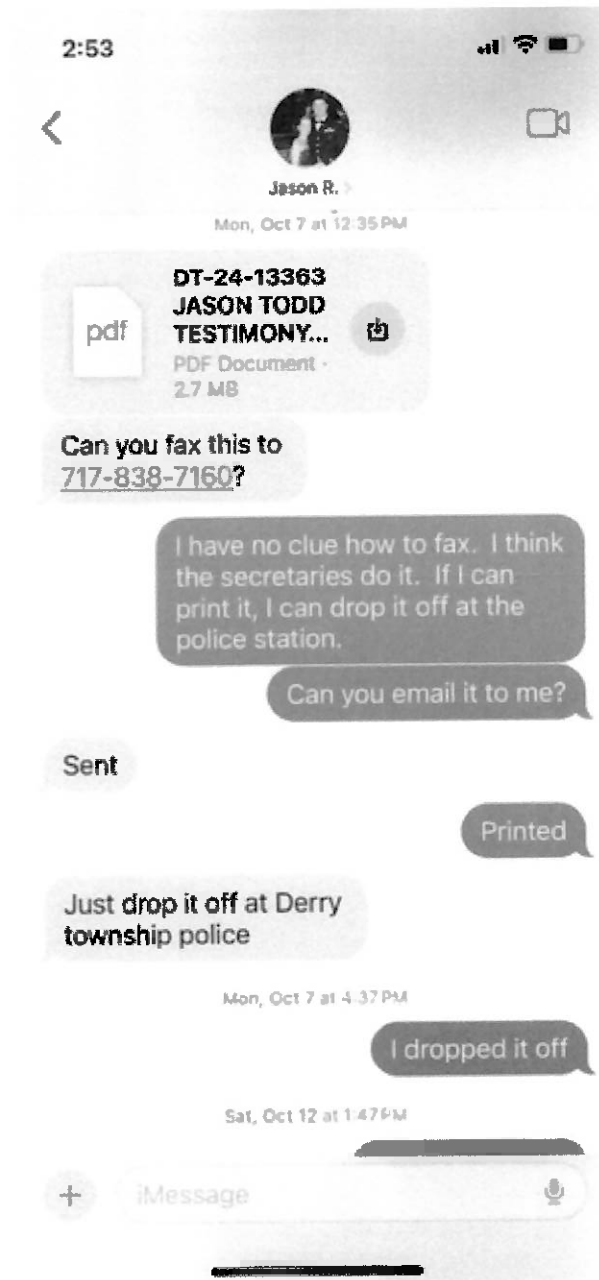 2:53
Jason R.
Mon, Oct 7 at 12:35 PM
DT-24-13363
JASON TODD
TESTIMONY...
pdf
PDF Document ·
2.7 MB
Can you fax this to
717-838-7160?
I have no clue how to fax.  I think
the secretaries do it.  If I can
print it, I can drop it off at the
police station.
Can you email it to me?
Sent
Printed
Just drop it off at Derry
township police
Mon, Oct 7 at 4:37 PM
I dropped it off
Sat, Oct 12 at 1:47 PM
iMessage